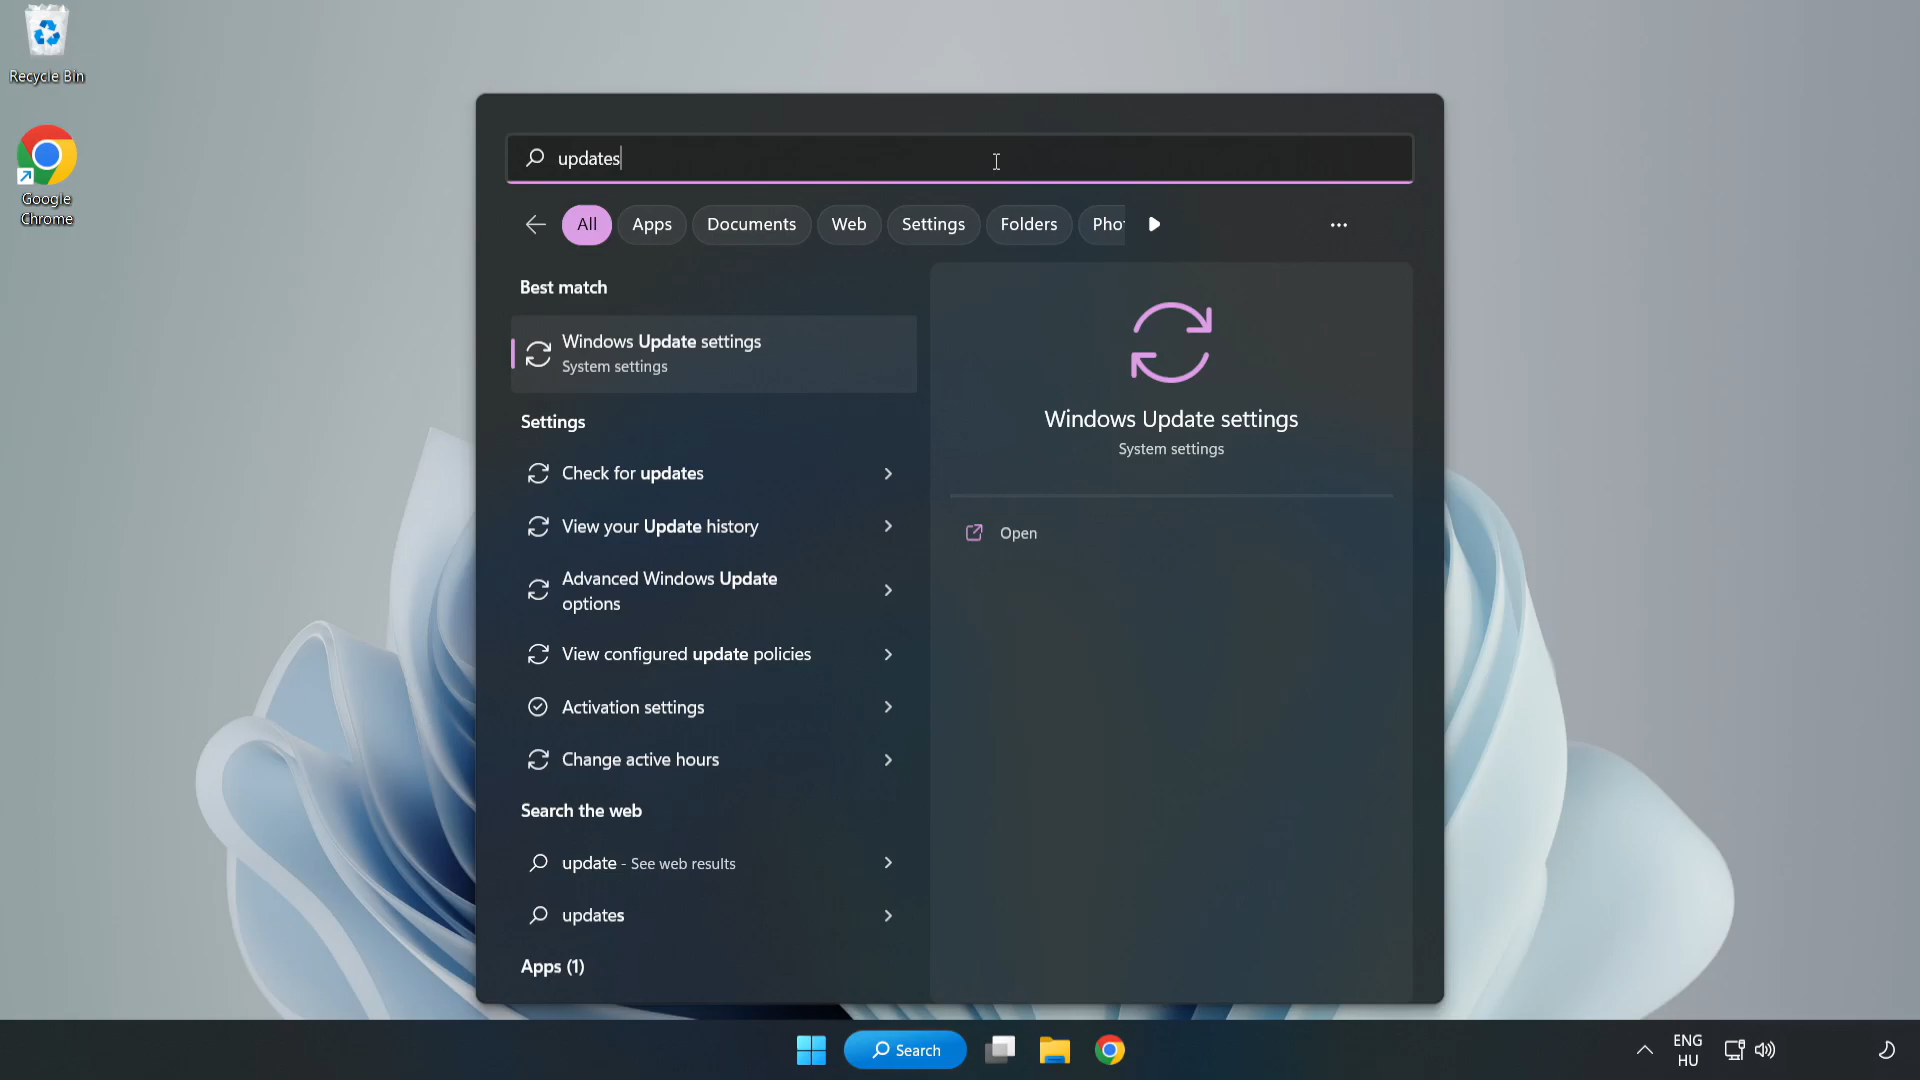 Recycle Bin
Google
Chrome
updates
All
Apps
Documents
Web
Settings
Folders
Pho
Best match
Windows Update settings
System settings
Settings
Check for updates
View your Update history
Advanced Windows Update
options
View configured update policies
Activation settings
Change active hours
Search the web
update - See web results
updates
Apps (1)
Windows Update settings
System settings
Open
Search
ENG
HU